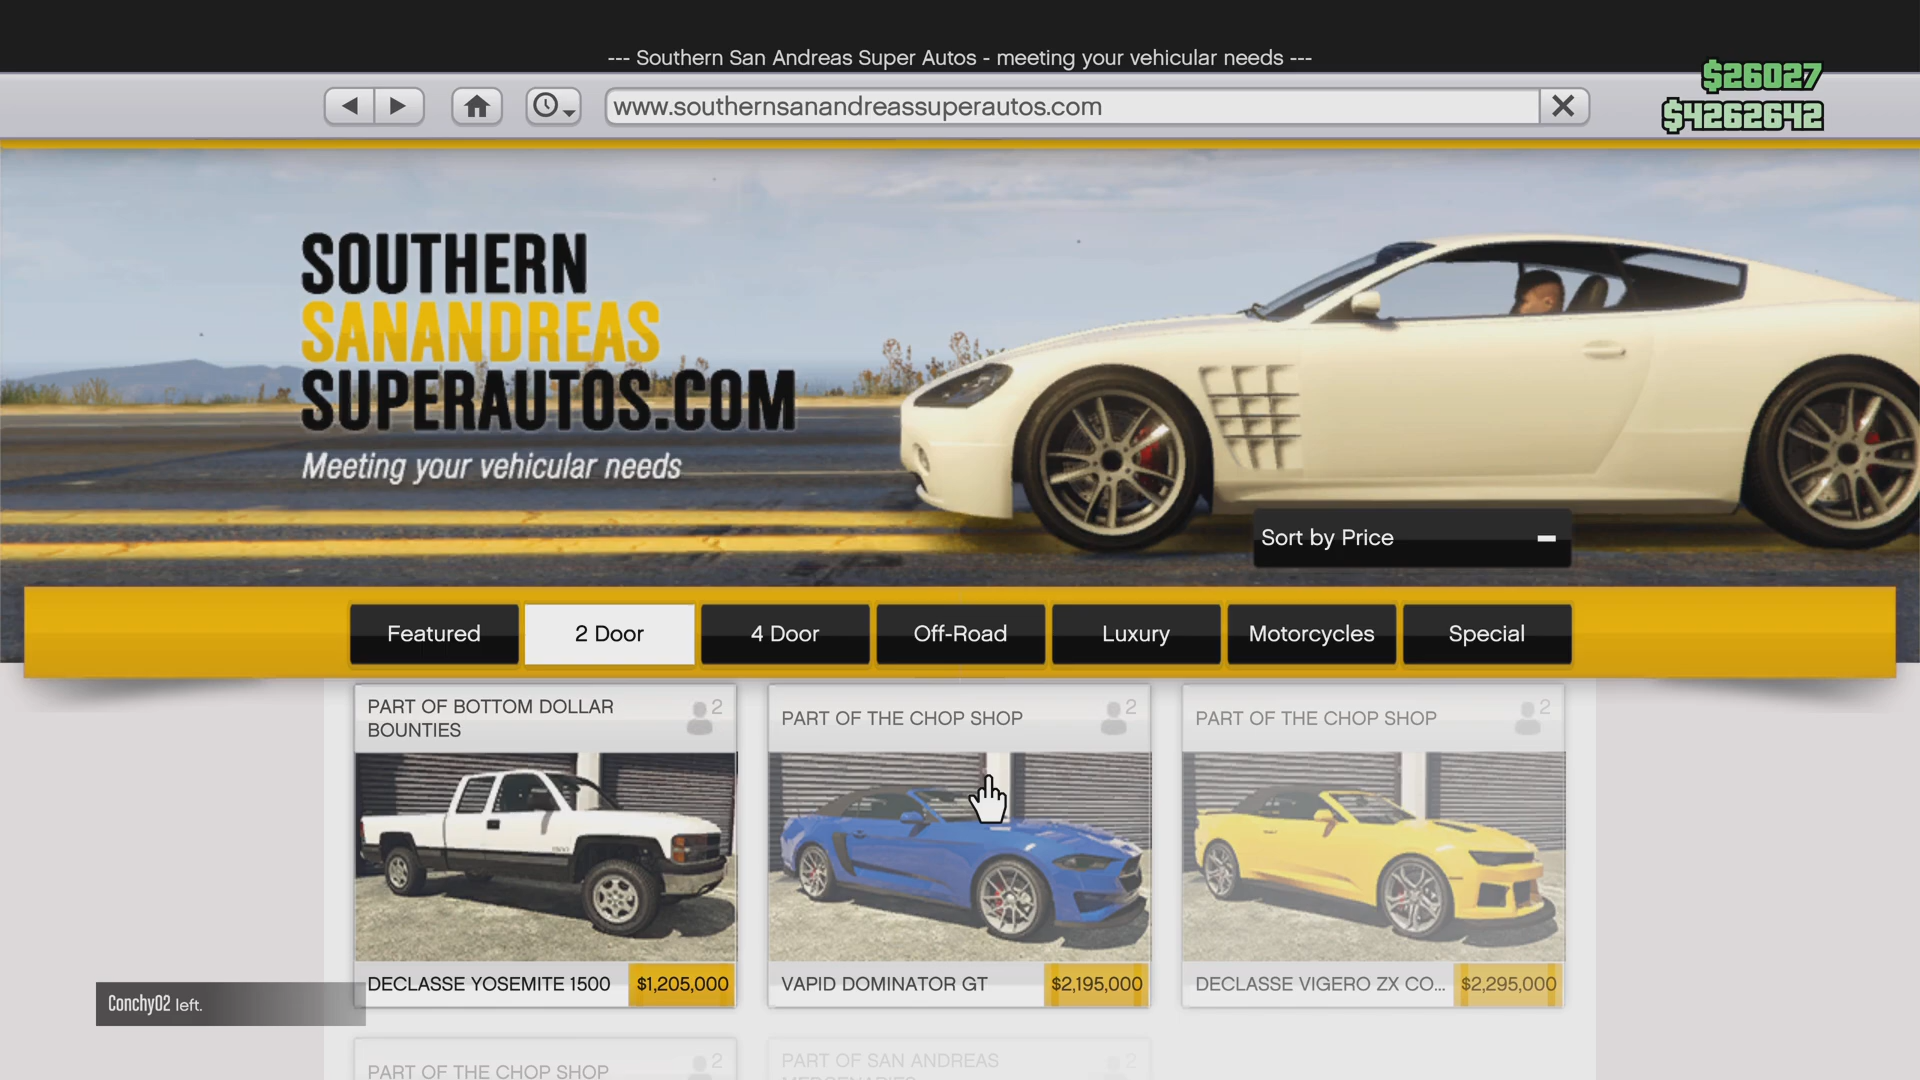 --- Southern San Andreas Super Autos - meeting your vehicular needs ---
$26027
www.southernsanandreassuperautos.com
$4262642
SOUTHERN
SANANDREAS
SUPERAUTOS.COM
Meeting your vehicular needs
Sort by Price
Featured
2 Door
4 Door
Off-Road
Luxury
Motorcycles
Special
PART OF BOTTOM DOLLAR
BOUNTIES
2
PART OF THE CHOP SHOP
2
PART OF THE CHOP SHOP
2
DECLASSE YOSEMITE 1500
$1,205,000
VAPID DOMINATOR GT
$2,195,000
DECLASSE VIGERO ZX CO...
$2,295,000
Conchy02 left.
PART OF THE CHOP SHOP
2
PART OF SAN ANDREAS
MERCENARIES
2